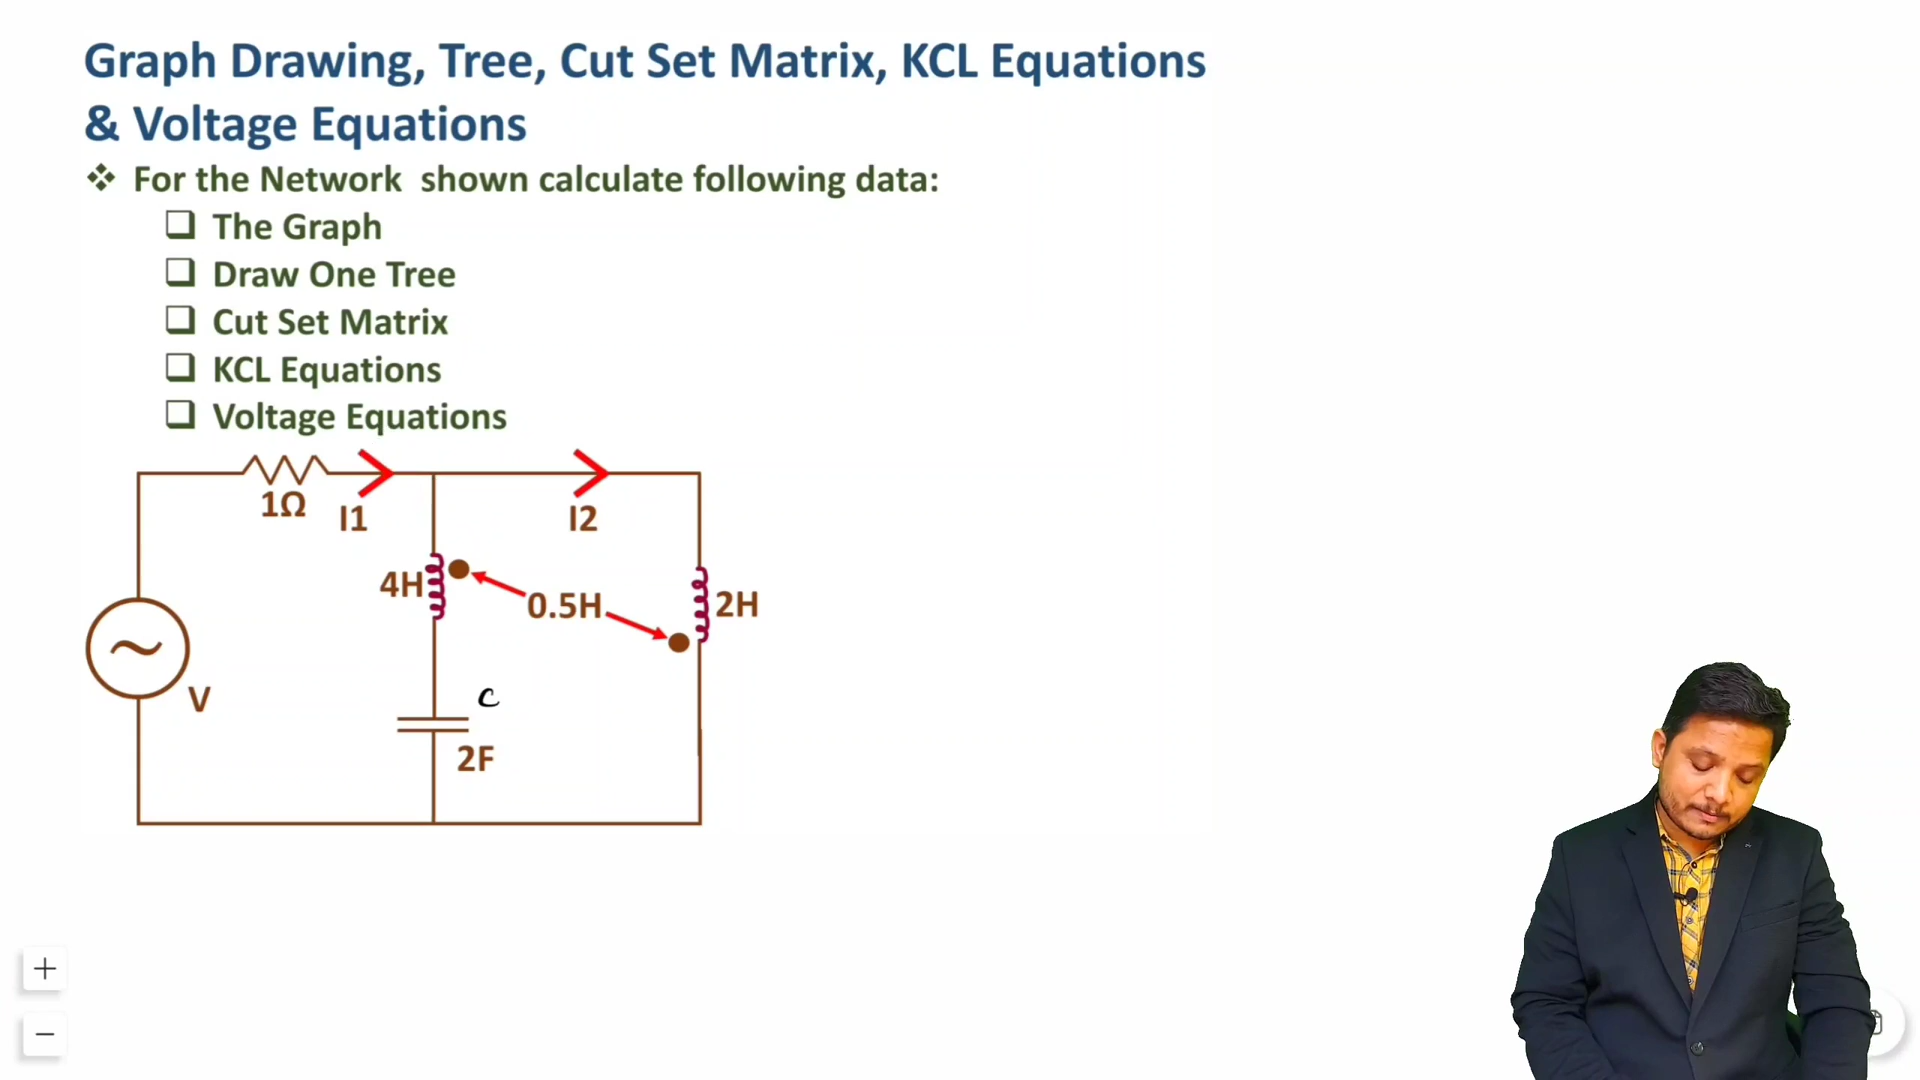 Graph Drawing, Tree, Cut Set Matrix, KCL Equations
& Voltage Equations
For the Network shown calculate following data:
The Graph
Draw One Tree
Cut Set Matrix
KCL Equations
Voltage Equations
1Ω
I1
I2
4H
0.5H
2H
V
C
2F